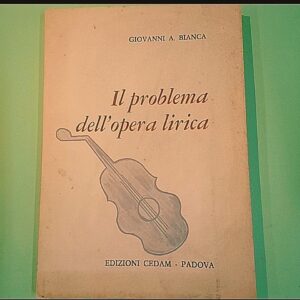 GIOVANNI A. BIANCA
Il problema
dell'opera lirica
EDIZIONI CEDAM - PADOVA